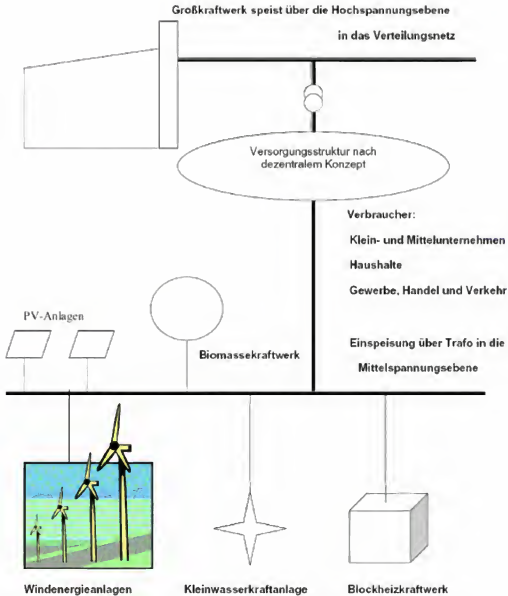 Großkraftwerk speist über die Hochspannungsebene
in das Verteilungsnetz
Versorgungsstruktur nach
dezentralem Konzept
Verbraucher:
Klein- und Mittelunternehmen
Haushalte
Gewerbe, Handel und Verkehr
PV-Anlagen
Biomassekraftwerk
Einspeisung über Trafo in die
Mittelspannungsebene
Windenergieanlagen
Kleinwasserkraftanlage
Blockheizkraftwerk